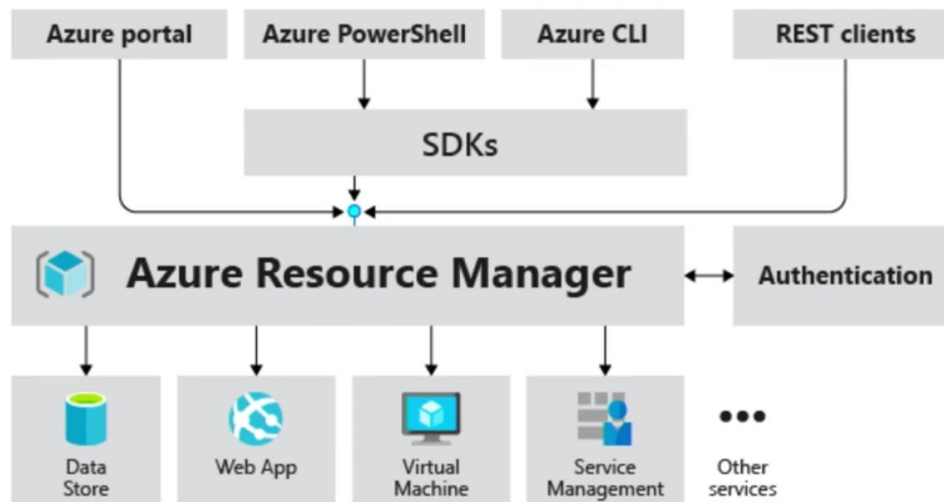 Azure portal
Azure PowerShell
Azure CLI
REST clients
SDKs
Azure Resource Manager
Authentication
Data
Store
Web App
Virtual
Machine
Service
Management
Other
services